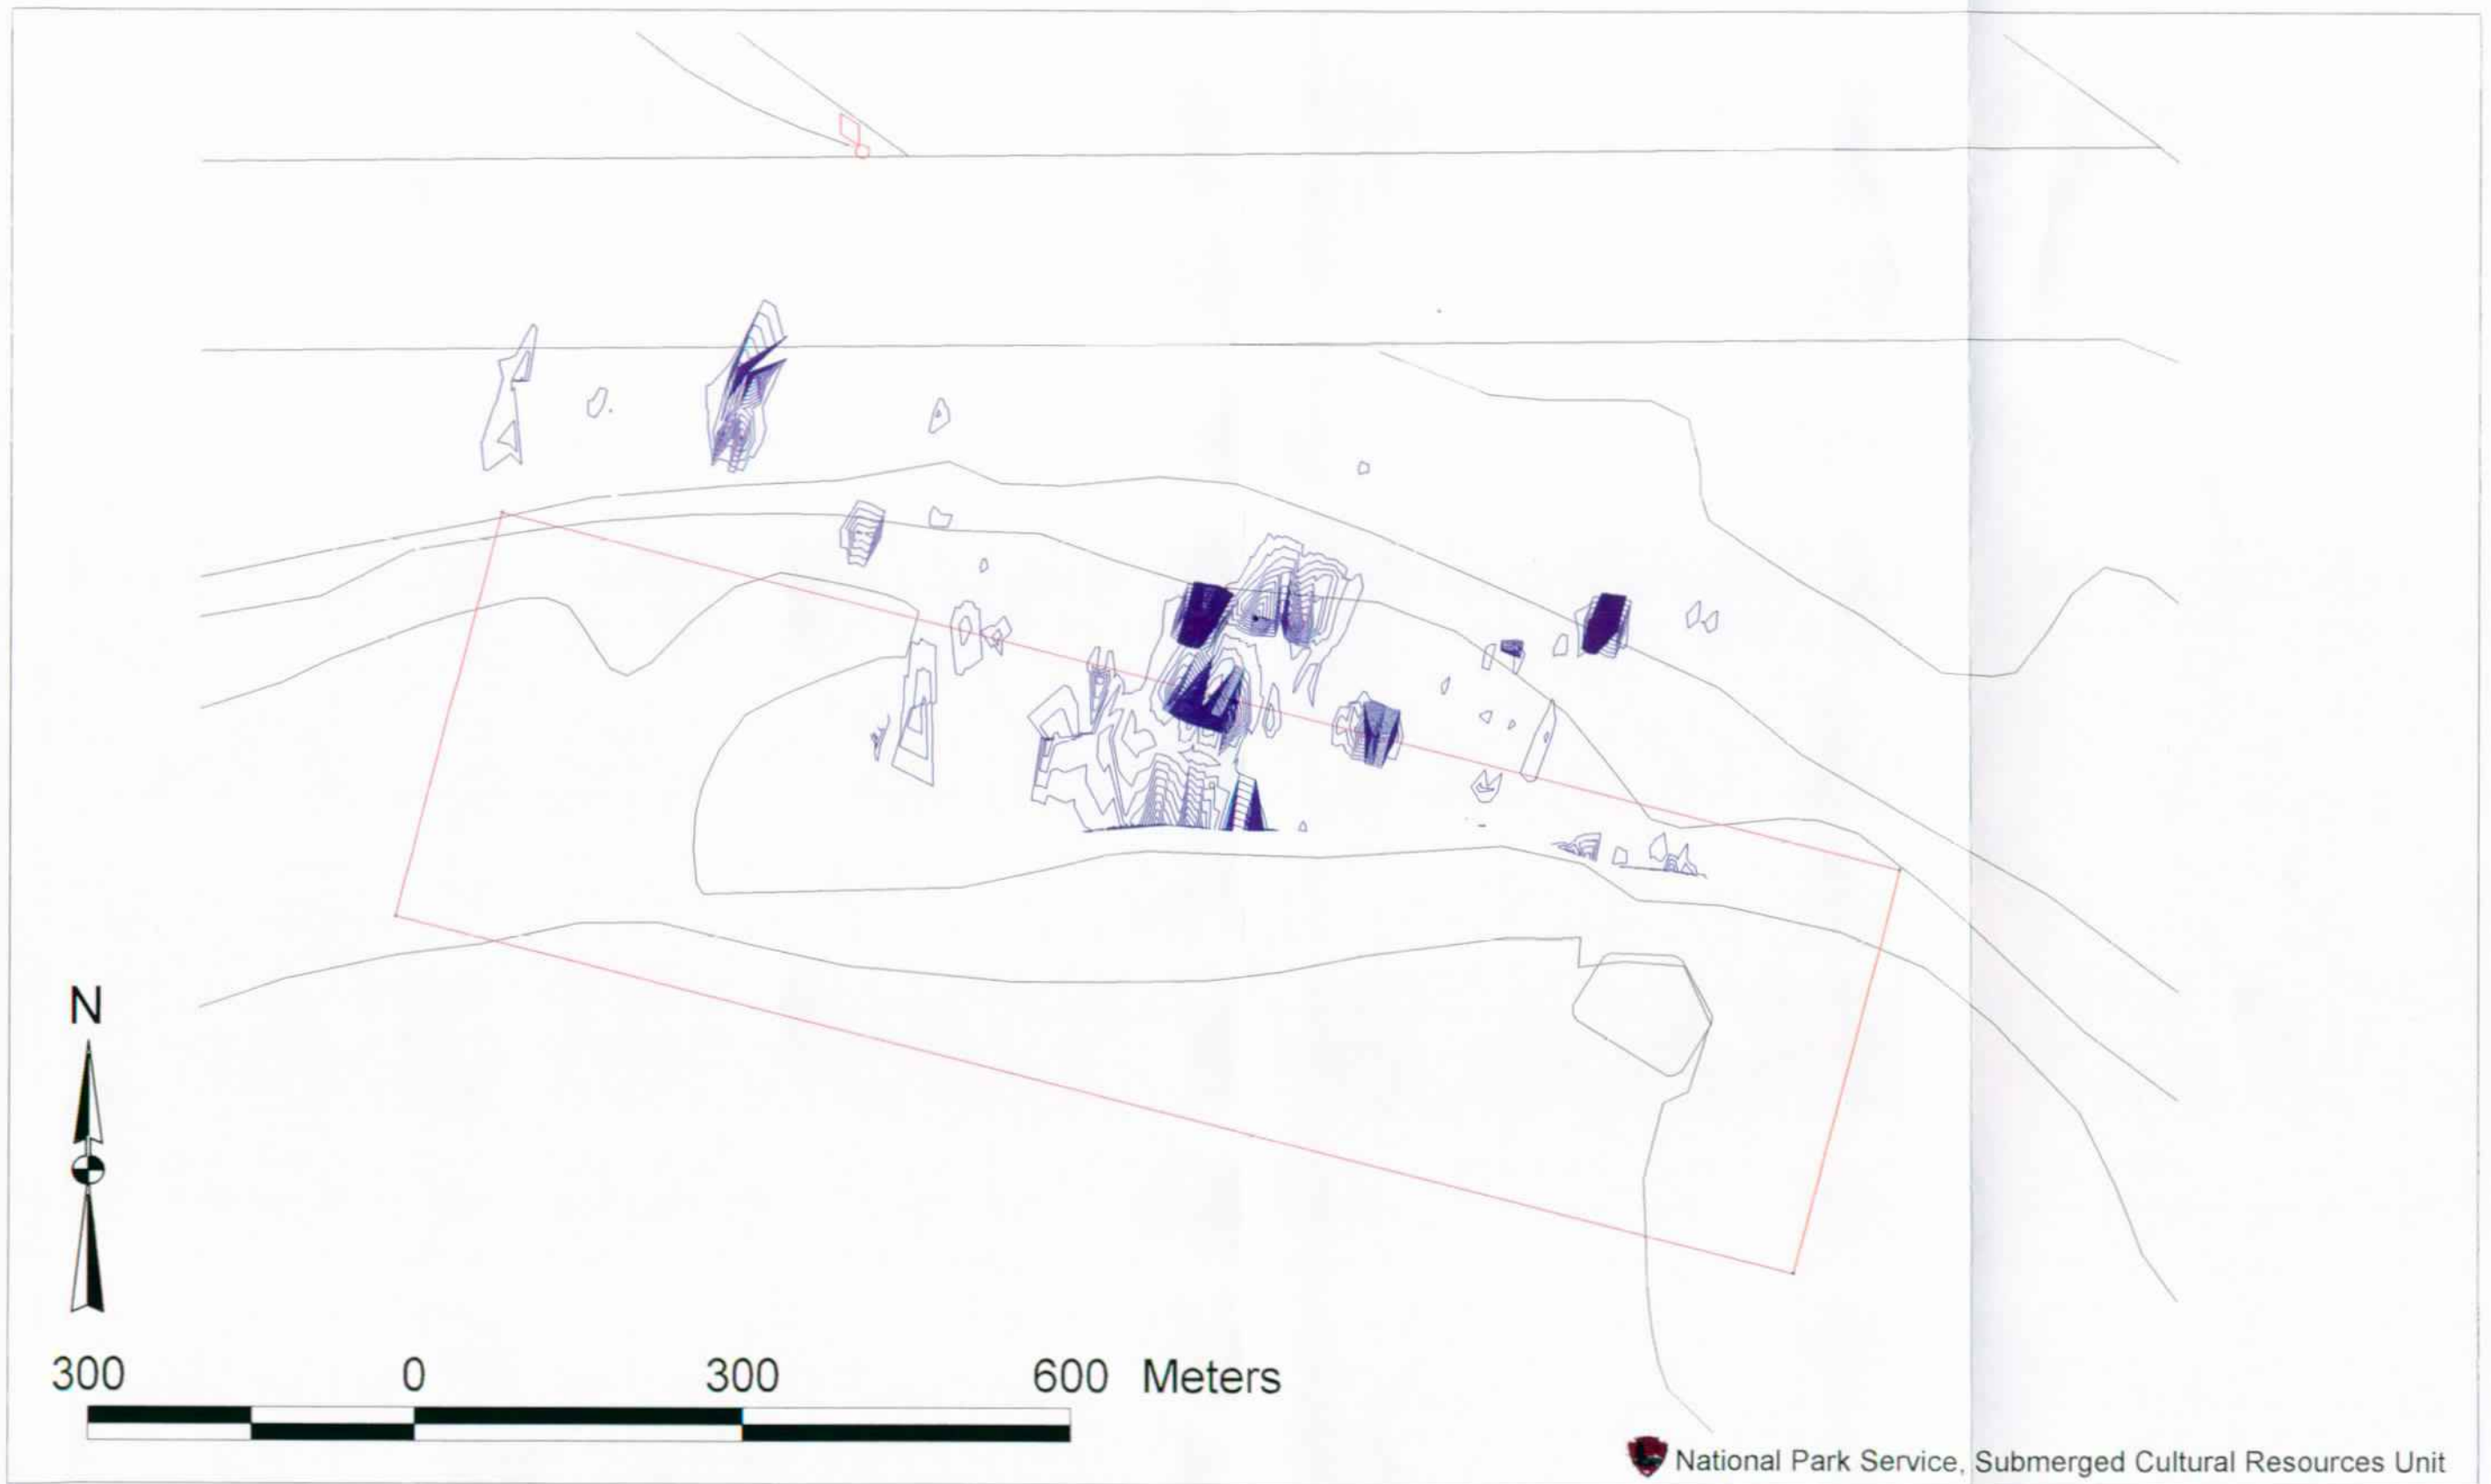 N
300 0 300 600 Meters
National Park Service, Submerged Cultural Resources Unit